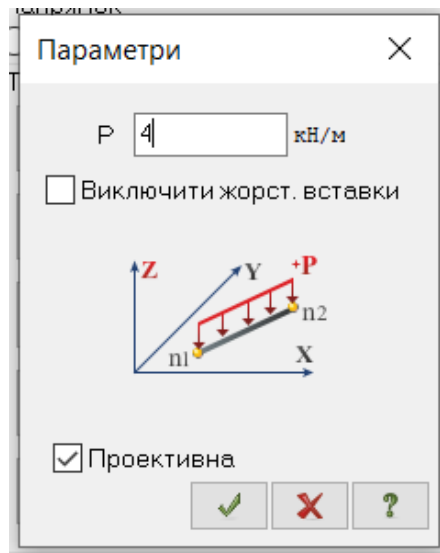 Параметри
P 4 кН/м
Виключити жорст. вставки
Z Y +P
n2
n1 X
Проективна
?